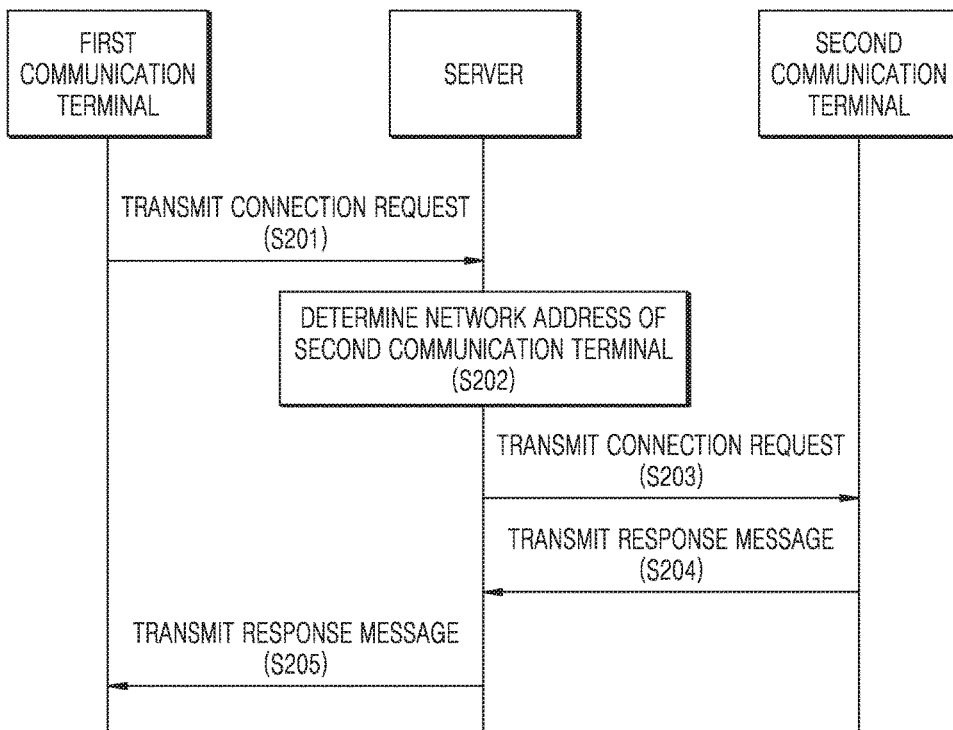 FIRST
COMMUNICATION
TERMINAL
SERVER
SECOND
COMMUNICATION
TERMINAL
TRANSMIT CONNECTION REQUEST
(S201)
DETERMINE NETWORK ADDRESS OF
SECOND COMMUNICATION TERMINAL
(S202)
TRANSMIT CONNECTION REQUEST
(S203)
TRANSMIT RESPONSE MESSAGE
(S204)
TRANSMIT RESPONSE MESSAGE
(S205)